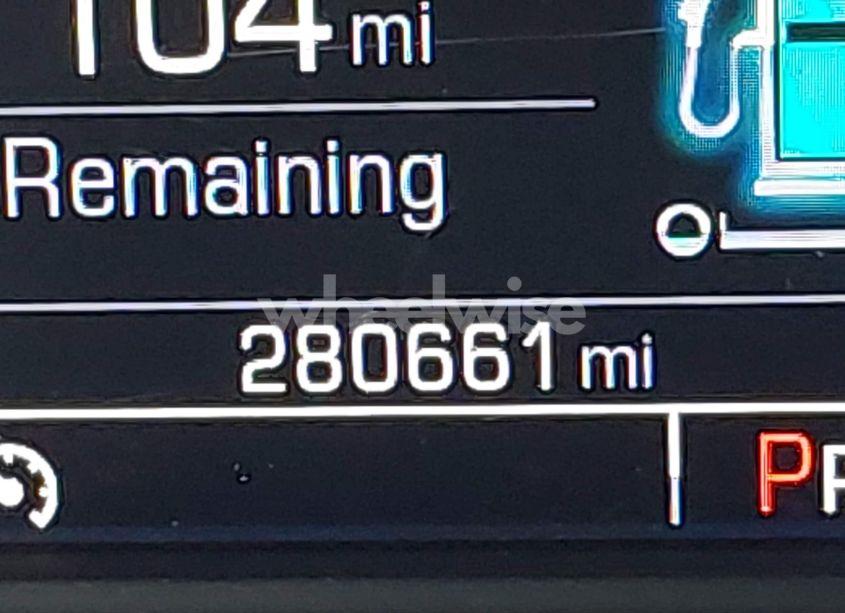 104 mi
Remaining
wheelwise
280661 mi
P